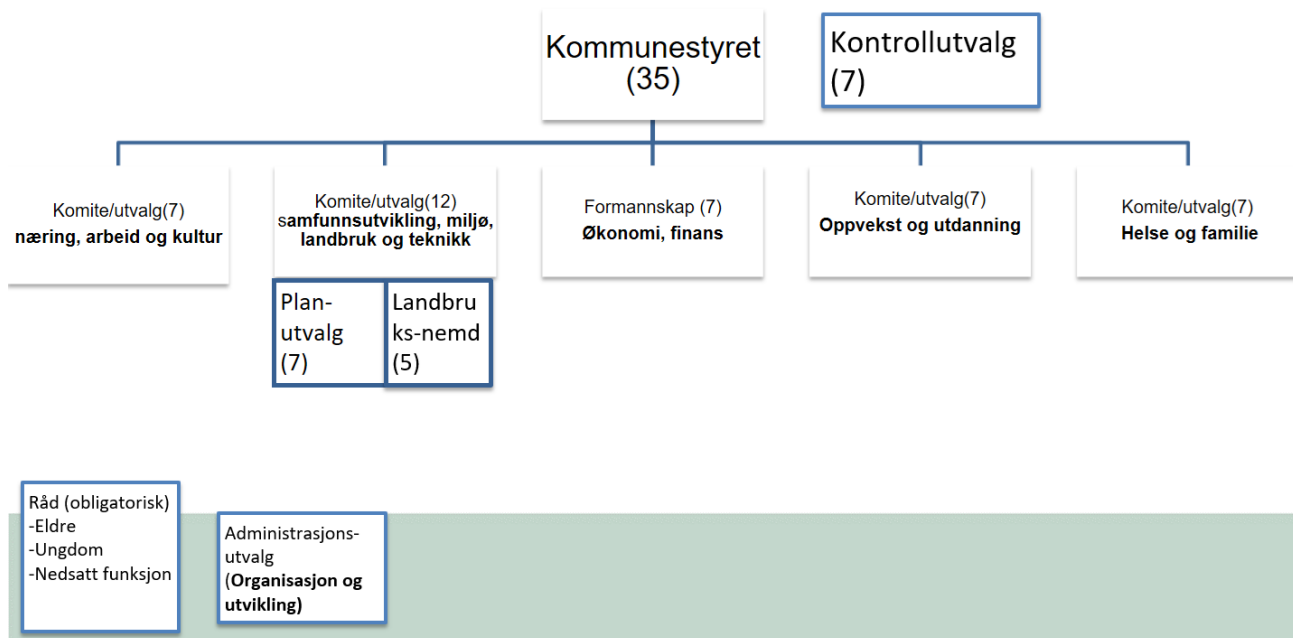 Kommunestyret
(35)
Kontrollutvalg
(7)
Komite/utvalg(7)
næring, arbeid og kultur
Komite/utvalg(12)
samfunnsutvikling, miljø,
landbruk og teknikk
Formannskap (7)
Økonomi, finans
Komite/utvalg(7)
Oppvekst og utdanning
Komite/utvalg(7)
Helse og familie
Plan-
utvalg
(7)
Landbru
ks-nemd
(5)
Råd (obligatorisk)
-Eldre
-Ungdom
-Nedsatt funksjon
Administrasjons-
utvalg
(Organisasjon og
utvikling)